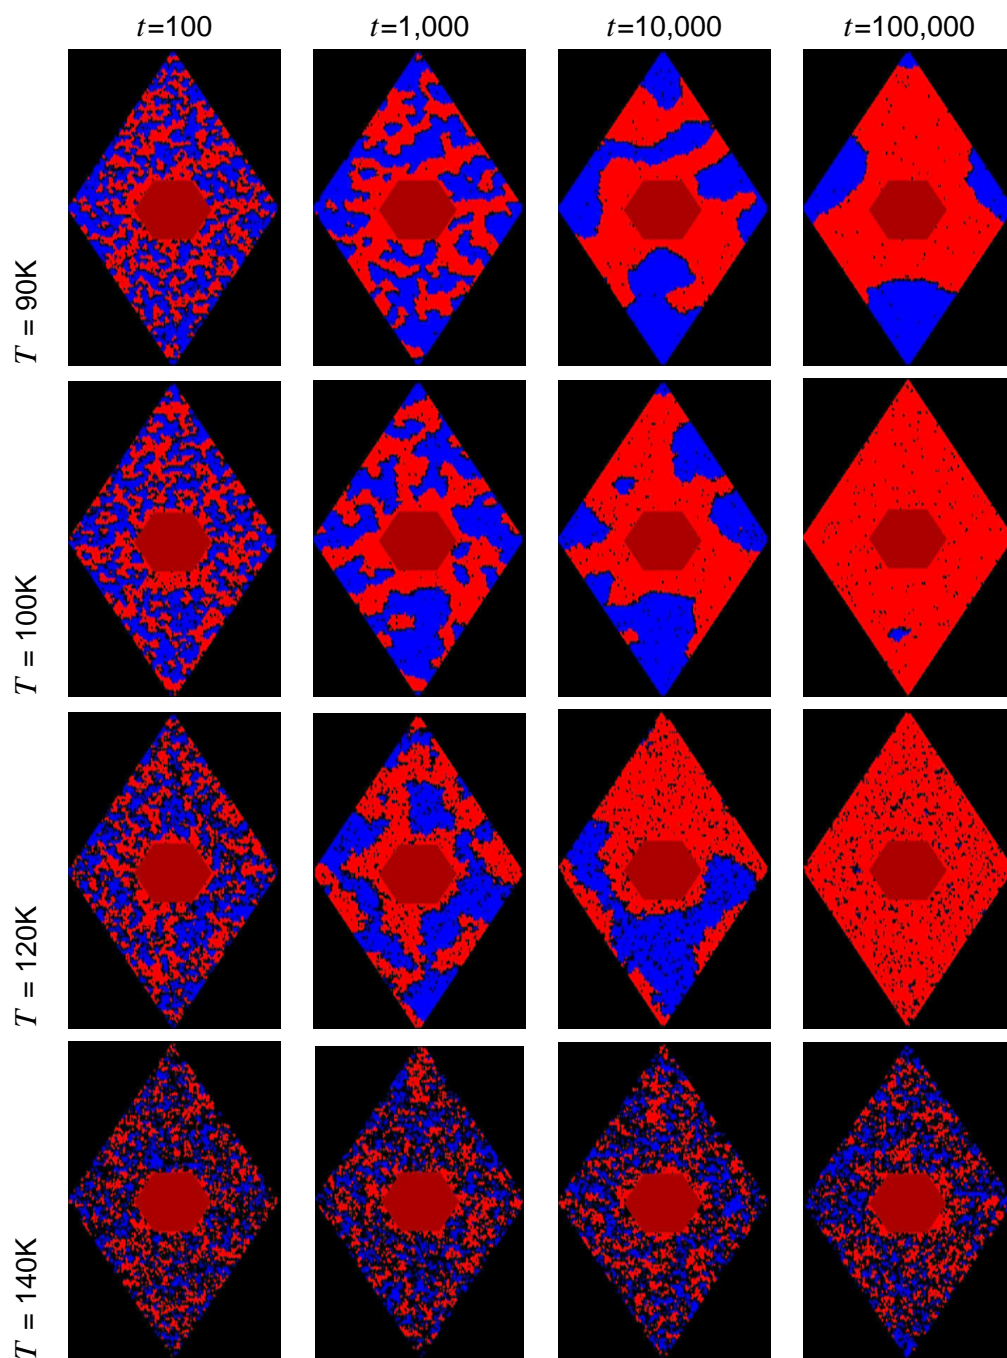 t=100 t=1,000 t=10,000 t=100,000
T = 90K
T = 100K
T = 120K
T = 140K